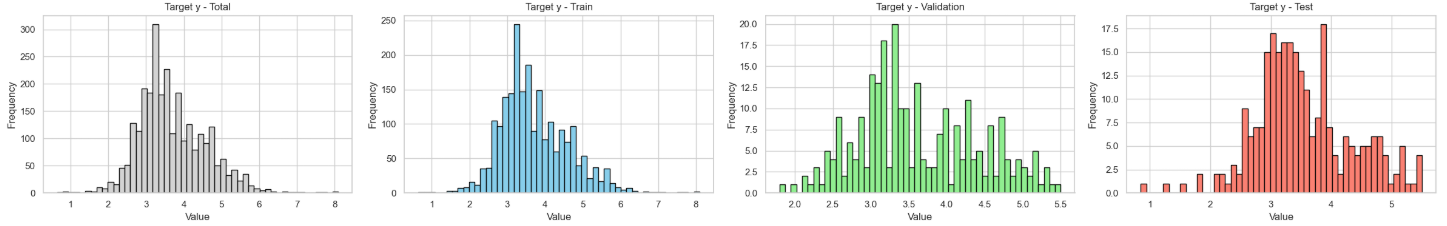 Target y - Total
Frequency
300
250
200
150
100
50
0
1 2 3 4 5 6 7 8
Value
Target y - Train
Frequency
250
200
150
100
50
0
1 2 3 4 5 6 7 8
Value
Target y - Validation
Frequency
20.0
17.5
15.0
12.5
10.0
7.5
5.0
2.5
0.0
2.0 2.5 3.0 3.5 4.0 4.5 5.0 5.5
Value
Target y - Test
Frequency
17.5
15.0
12.5
10.0
7.5
5.0
2.5
0.0
1 2 3 4 5
Value